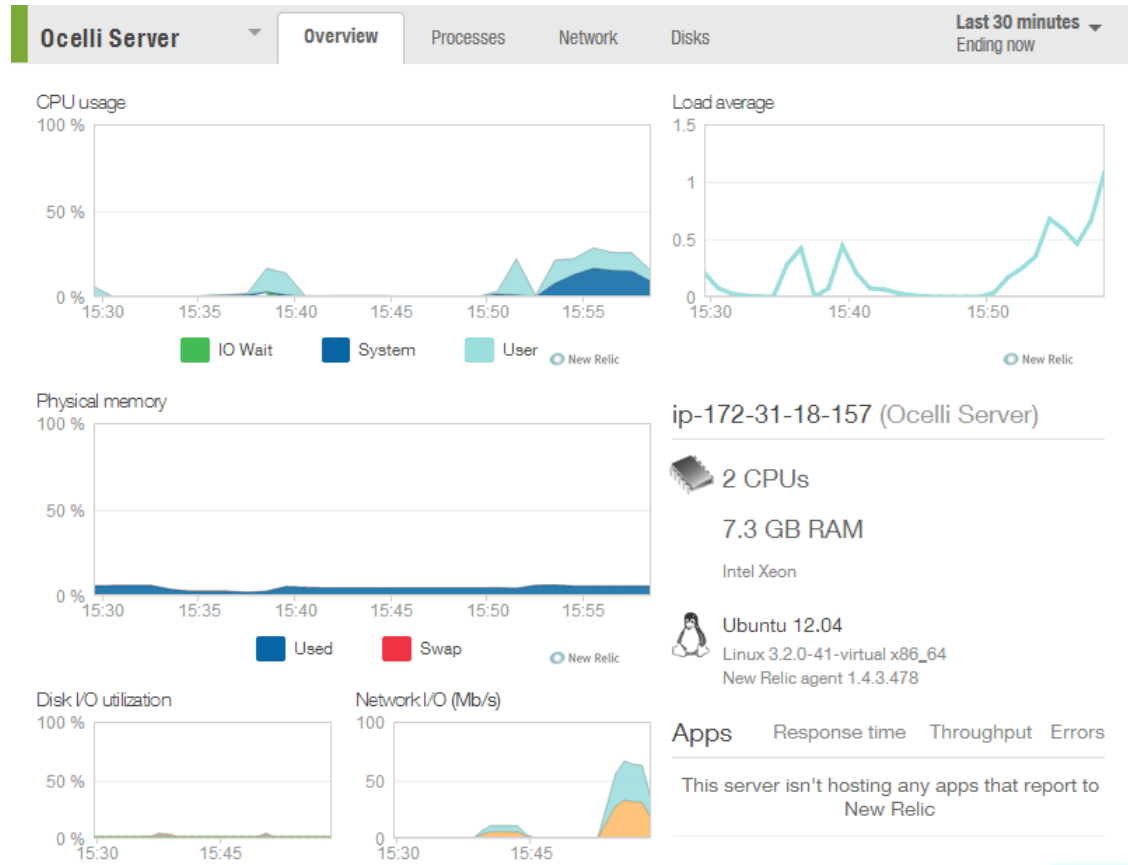 Ocelli Server
Overview
Processes
Network
Disks
Last 30 minutes
Ending now
CPU usage
100 %
50 %
0 %
15:30 15:35 15:40 15:45 15:50 15:55
IO Wait System User New Relic
Load average
1.5
1
0.5
0
15:30 15:40 15:50
New Relic
Physical memory
100 %
50 %
0 %
15:30 15:35 15:40 15:45 15:50 15:55
Used Swap New Relic
ip-172-31-18-157 (Ocelli Server)
2 CPUs
7.3 GB RAM
Intel Xeon
Ubuntu 12.04
Linux 3.2.0-41-virtual x86_64
New Relic agent 1.4.3.478
Disk I/O utilization
100 %
50 %
0 %
15:30 15:45
Network I/O (Mb/s)
100
50
0
15:30 15:45
Apps Response time Throughput Errors
This server isn't hosting any apps that report to
New Relic